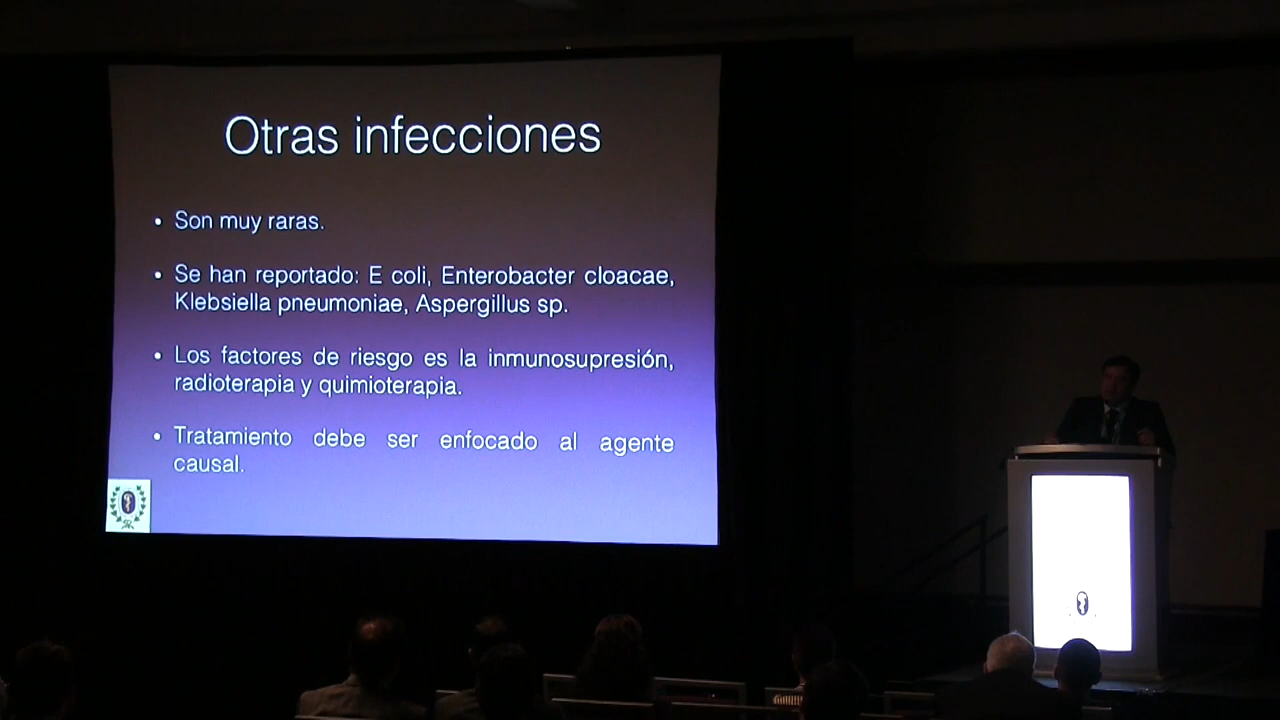 Otras infecciones
• Son muy raras.
• Se han reportado: E coli, Enterobacter cloacae,
Klebsiella pneumoniae, Aspergillus sp.
• Los factores de riesgo es la inmunosupresión,
radioterapia y quimioterapia.
• Tratamiento debe ser enfocado al agente
causal.